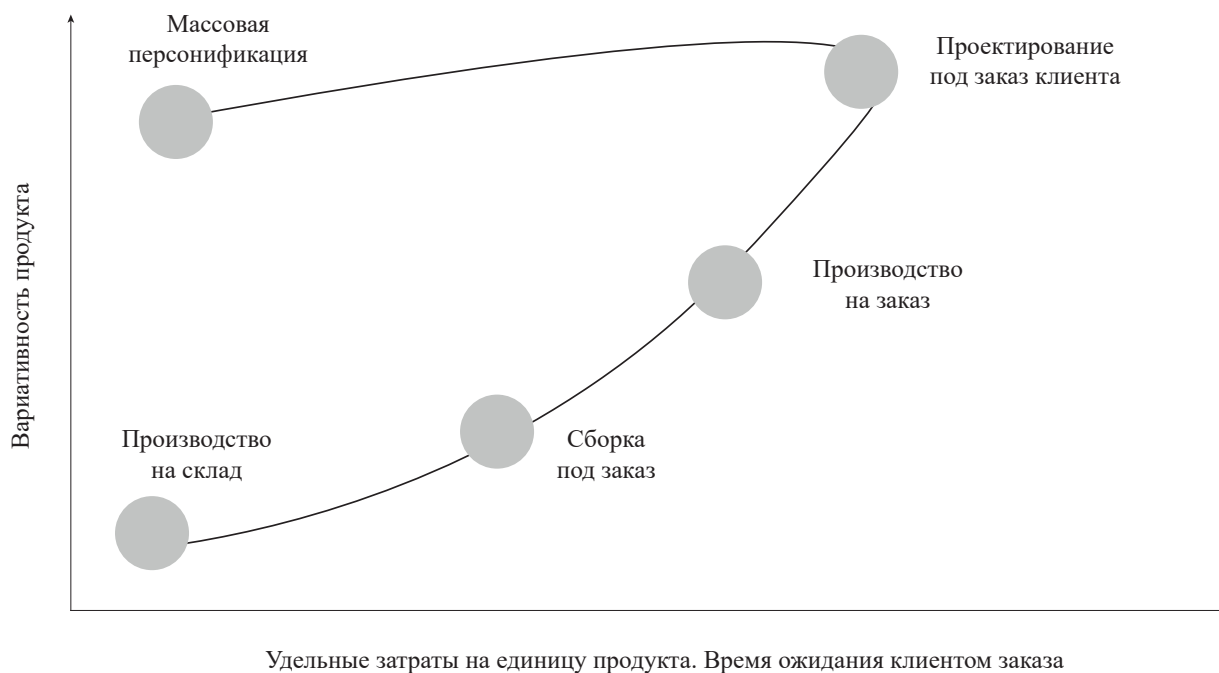 Массовая
персонификация
Проектирование
под заказ клиента
Вариативность продукта
Производство
на заказ
Производство
на склад
Сборка
под заказ
Удельные затраты на единицу продукта. Время ожидания клиентом заказа